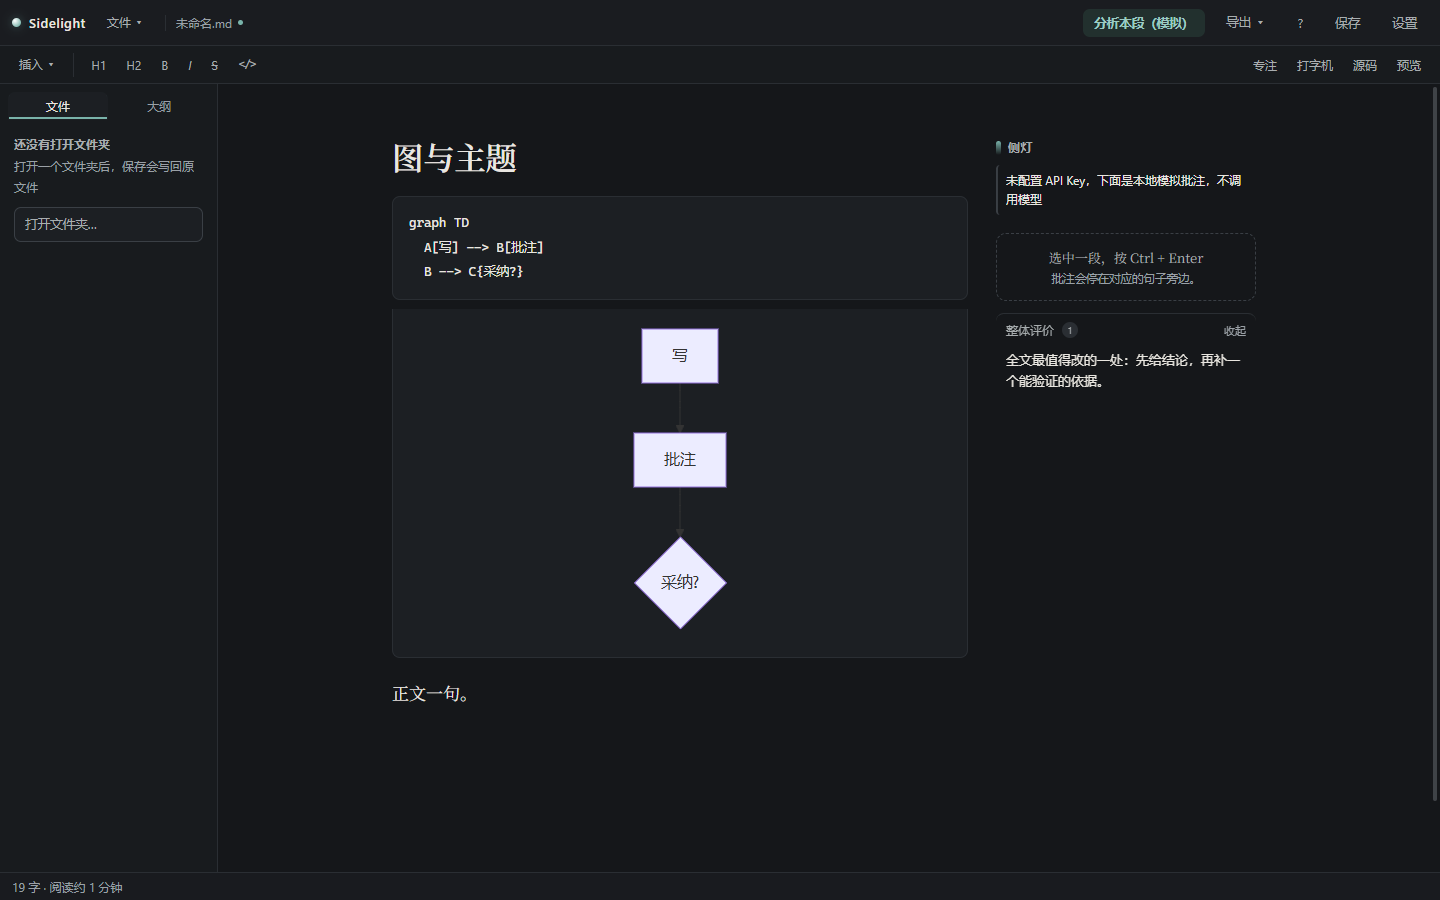 Sidelight 文件 未命名.md 分析本段（模拟） 导出 ? 保存 设置
插入 H1 H2 B I S </> 专注 打字机 源码 预览
文件 大纲
还没有打开文件夹
打开一个文件夹后，保存会写回原
文件
打开文件夹...
图与主题
graph TD
A[写] --> B[批注]
B --> C{采纳?}
写
批注
采纳?
正文一句。
侧灯
未配置 API Key，下面是本地模拟批注，不调
用模型
选中一段，按 Ctrl + Enter
批注会停在对应的句子旁边。
整体评价 1 收起
全文最值得改的一处：先给结论，再补一
个能验证的依据。
19 字 · 阅读约 1 分钟